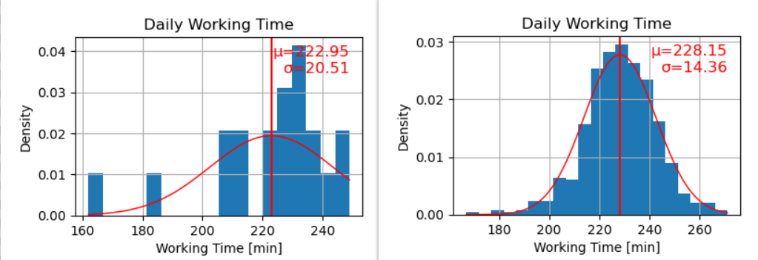 Daily Working Time
μ=222.95
σ=20.51
0.04
0.03
0.02
0.01
0.00
Density
160 180 200 220 240
Working Time [min]
Daily Working Time
μ=228.15
σ=14.36
0.03
0.02
0.01
0.00
Density
180 200 220 240 260
Working Time [min]